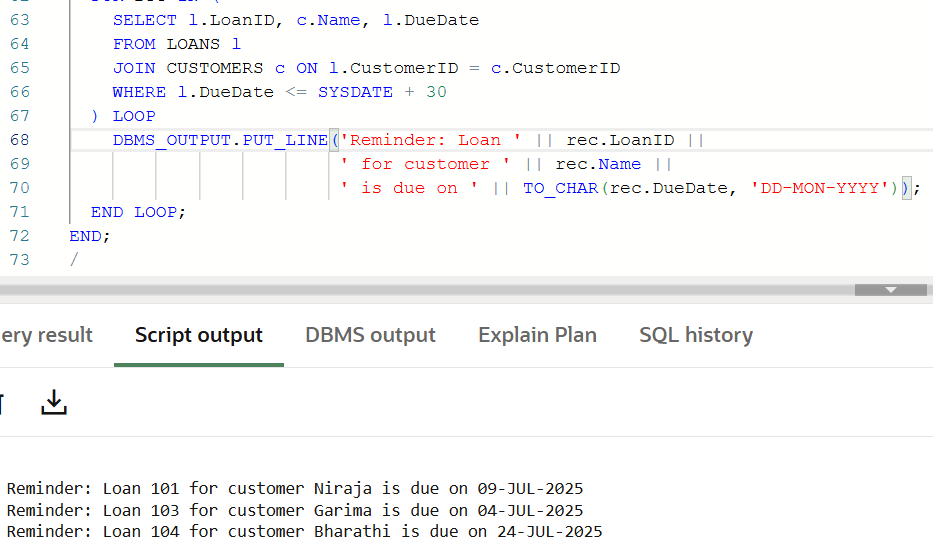 63 SELECT l.LoanID, c.Name, l.DueDate
64 FROM LOANS l
65 JOIN CUSTOMERS c ON l.CustomerID = c.CustomerID
66 WHERE l.DueDate <= SYSDATE + 30
67 ) LOOP
68 DBMS_OUTPUT.PUT_LINE('Reminder: Loan ' || rec.LoanID ||
69 ' for customer ' || rec.Name ||
70 ' is due on ' || TO_CHAR(rec.DueDate, 'DD-MON-YYYY'));
71 END LOOP;
72 END;
73 /
ery result Script output DBMS output Explain Plan SQL history
Reminder: Loan 101 for customer Niraja is due on 09-JUL-2025
Reminder: Loan 103 for customer Garima is due on 04-JUL-2025
Reminder: Loan 104 for customer Bharathi is due on 24-JUL-2025